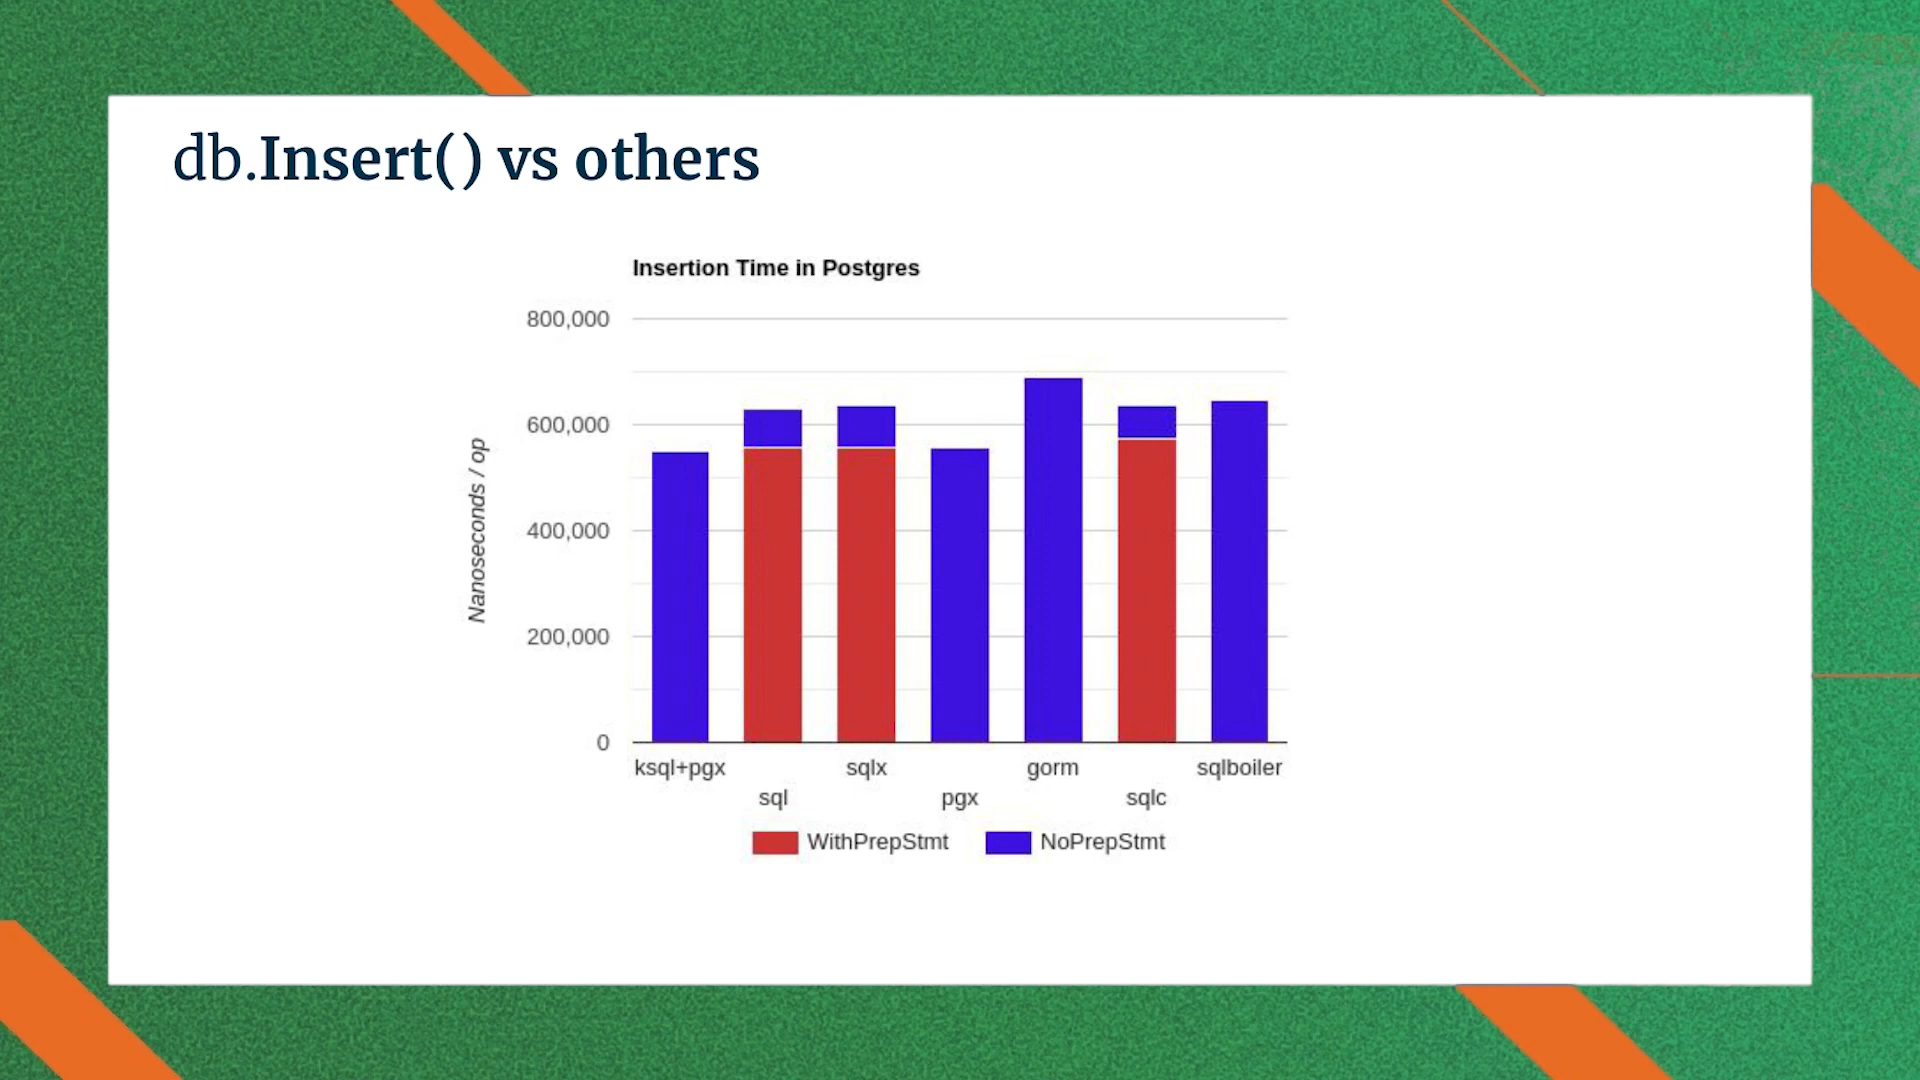 db.Insert() vs others
Insertion Time in Postgres
800,000
600,000
400,000
200,000
0
Nanoseconds / op
ksql+pgx
sql
sqlx
pgx
gorm
sqlc
sqlboiler
WithPrepStmt
NoPrepStmt